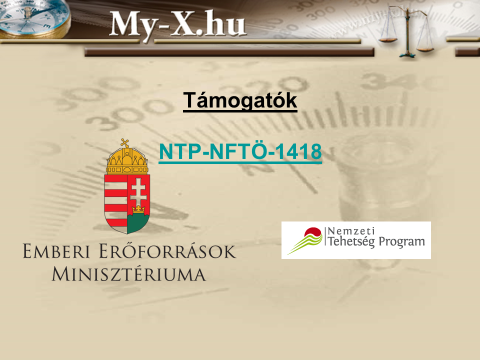 My-X.hu
Támogatók
NTP-NFTÖ-1418
EMBERI ERŐFORRÁSOK
MINISZTÉRIUMA
Nemzeti
Tehetség Program